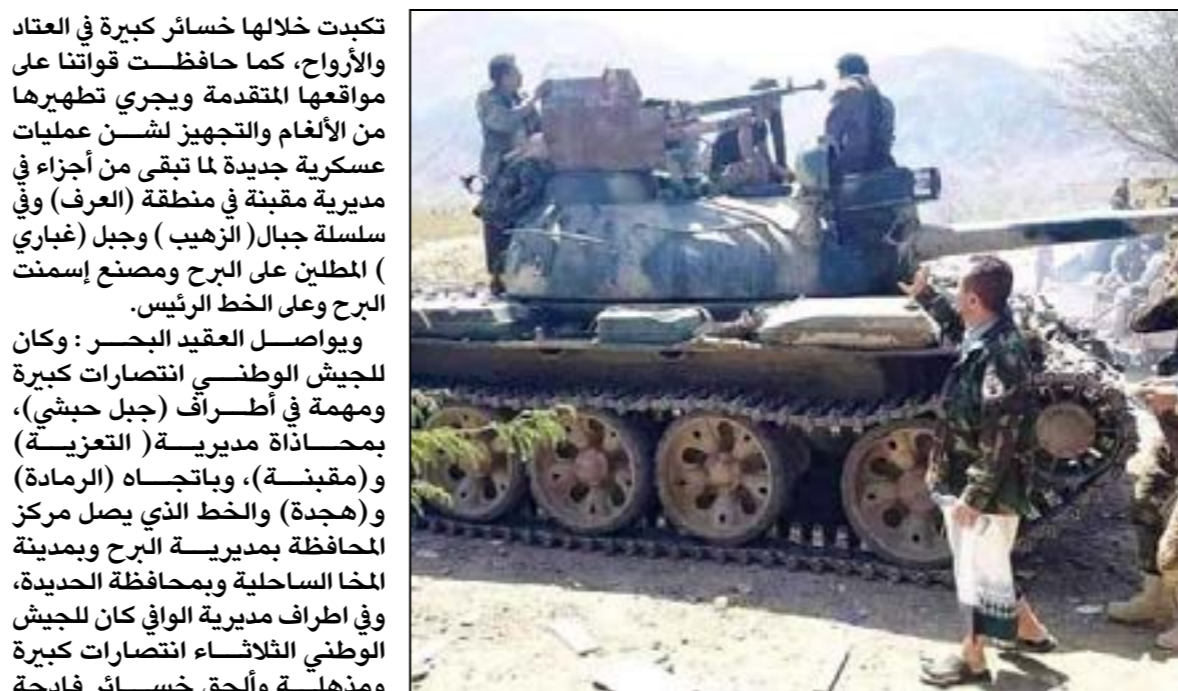 تكبدت خلالها خسائر كبيرة في العتاد
والأرواح، كما حافظت قواتنا على
مواقعها المتقدمة ويجري تطهيرها
من الألغام والتجهيز لشن عمليات
عسكرية جديدة لما تبقى من أجزاء في
مديرية مقبنة في منطقة (العرف) وفي
سلسلة جبال( الزهيب ) وجبل (غباري
) المطلين على البرح ومصنع إسمنت
البرح وعلى الخط الرئيس.
ويواصل العقيد البحر : وكان
للجيش الوطني انتصارات كبيرة
ومهمة في أطراف (جبل حبشي)،
بمحاذاة مديرية( التعزية)
و(مقبنة)، وباتجاه (الرمادة)
و(هجدة) والخط الذي يصل مركز
المحافظة بمديرية البرح وبمدينة
المخا الساحلية وبمحافظة الحديدة،
وفي اطراف مديرية الوافي كان للجيش
الوطني الثلاثاء انتصارات كبيرة
ومذهلة وألحق خسائر فادحة